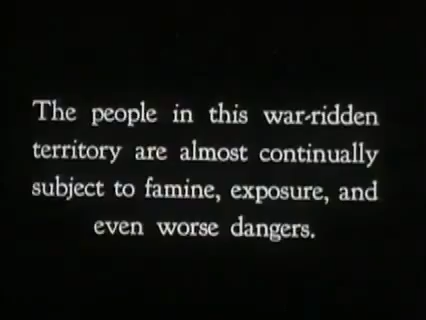 The people in this war-ridden
territory are almost continually
subject to famine, exposure, and
even worse dangers.